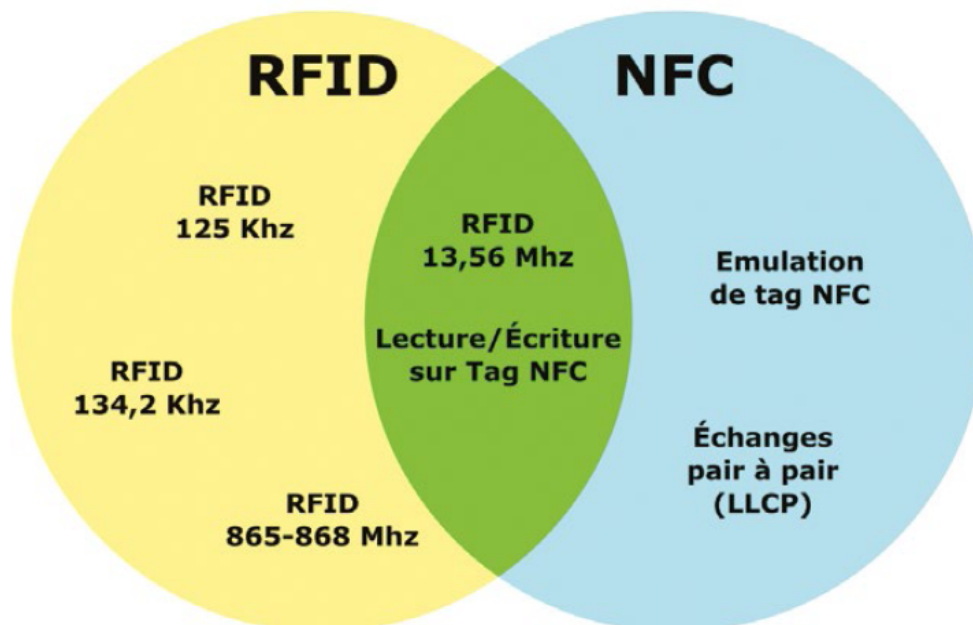 RFID
NFC
RFID
125 Khz
RFID
134,2 Khz
RFID
865-868 Mhz
RFID
13,56 Mhz
Lecture/Écriture
sur Tag NFC
Emulation
de tag NFC
Échanges
pair à pair
(LLCP)